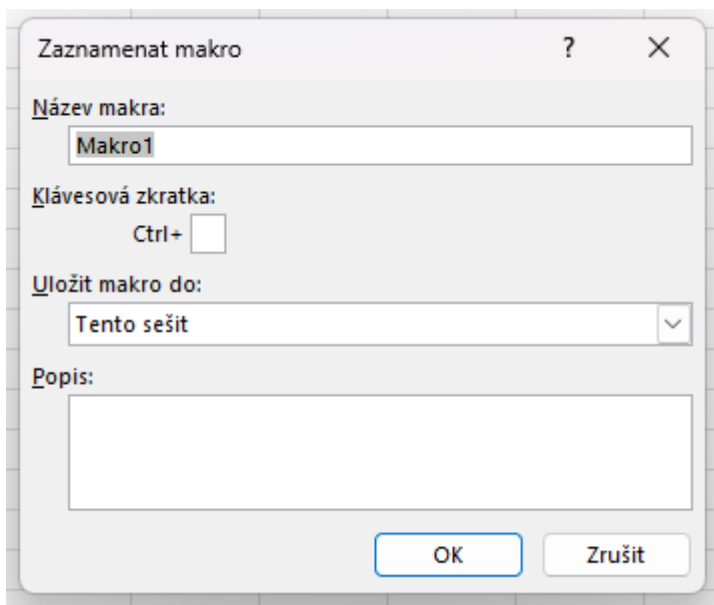 Zaznamenat makro ?
Název makra:
Makro1
Klávesová zkratka:
Ctrl+
Uložit makro do:
Tento sešit
Popis:
OK Zrušit